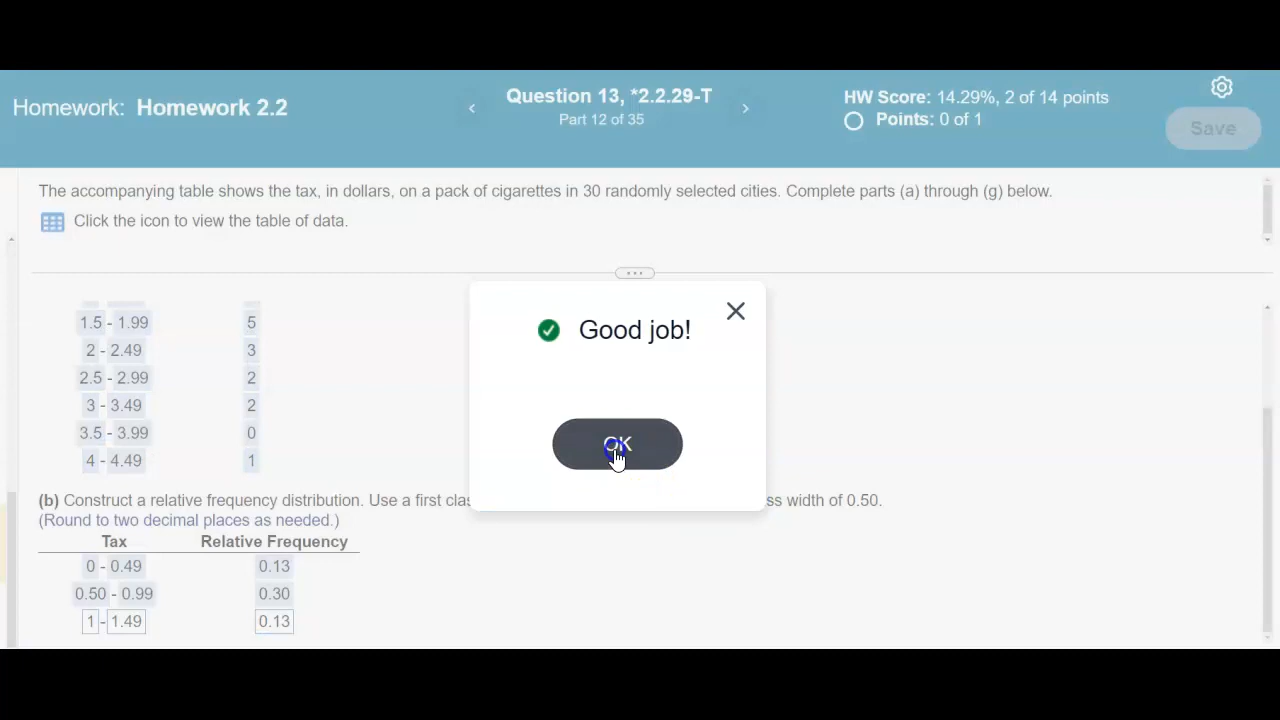 Homework: Homework 2.2
Question 13, *2.2.29-T
Part 12 of 35
HW Score: 14.29%, 2 of 14 points
Points: 0 of 1
Save
The accompanying table shows the tax, in dollars, on a pack of cigarettes in 30 randomly selected cities. Complete parts (a) through (g) below.
Click the icon to view the table of data.
1.5 - 1.99 5
2 - 2.49 3
2.5 - 2.99 2
3 - 3.49 2
3.5 - 3.99 0
4 - 4.49 1
Good job!
OK
(b) Construct a relative frequency distribution. Use a first clas ss width of 0.50.
(Round to two decimal places as needed.)
Tax Relative Frequency
0 - 0.49 0.13
0.50 - 0.99 0.30
1 - 1.49 0.13